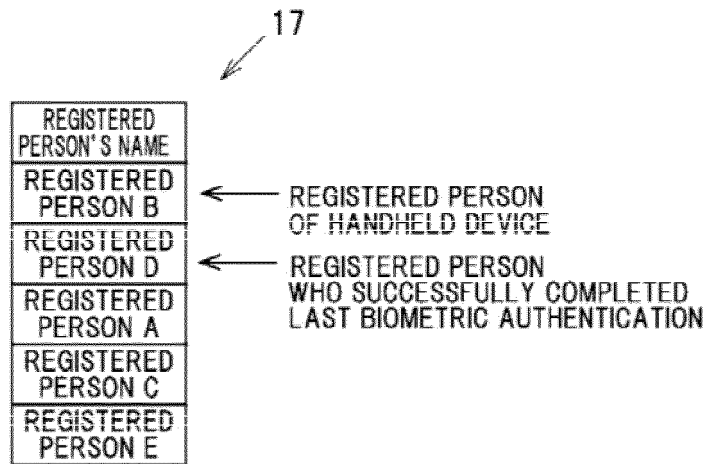 17
REGISTERED
PERSON'S NAME
REGISTERED
PERSON B
REGISTERED PERSON
OF HANDHELD DEVICE
REGISTERED
PERSON D
REGISTERED PERSON
WHO SUCCESSFULLY COMPLETED
LAST BIOMETRIC AUTHENTICATION
REGISTERED
PERSON A
REGISTERED
PERSON C
REGISTERED
PERSON E